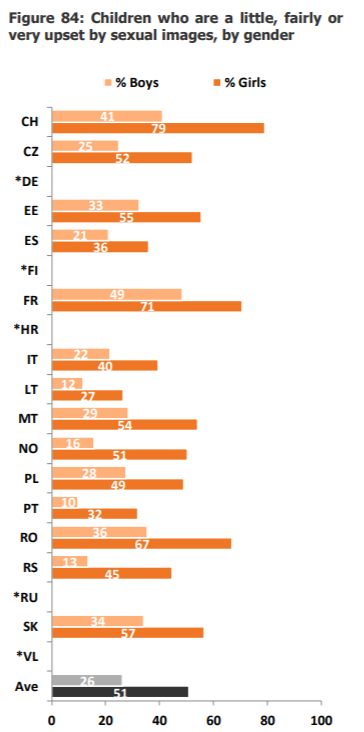 Figure 84: Children who are a little, fairly or
very upset by sexual images, by gender
% Boys % Girls
CH 41
79
CZ 25
52
*DE
EE 33
55
ES 21
36
*FI
FR 49
71
*HR
IT 22
40
LT 12
27
MT 29
54
NO 16
51
PL 28
49
PT 10
32
RO 36
67
RS 13
45
*RU
SK 34
57
*VL
Ave 26
51
0 20 40 60 80 100